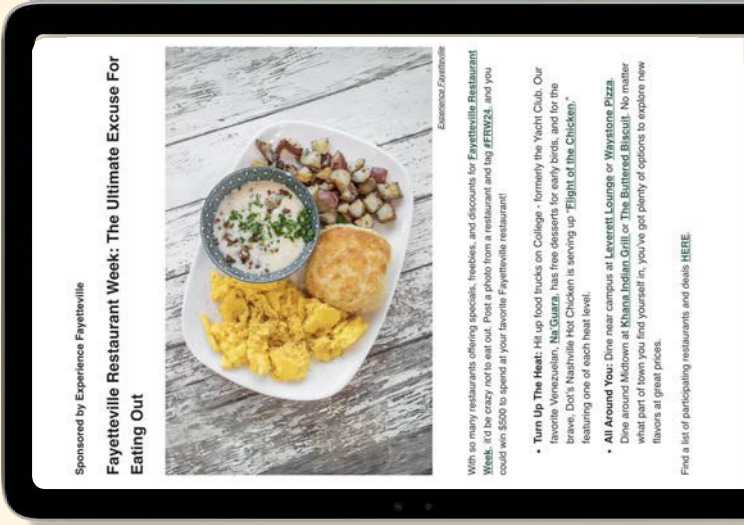 Sponsored by Experience Fayetteville
Fayetteville Restaurant Week: The Ultimate Excuse For
Eating Out
Experience Fayetteville
With so many restaurants offering specials, freebies, and discounts for Fayetteville Restaurant
Week, it'd be crazy not to eat out. Post a photo from a restaurant and tag #FRW24, and you
could win $500 to spend at your favorite Fayetteville restaurant!
• Turn Up The Heat: Hit up food trucks on College - formerly the Yacht Club. Our
favorite Venezuelan, Na'Guara, has free desserts for early birds, and for the
brave, Dot's Nashville Hot Chicken is serving up "Flight of the Chicken,"
featuring one of each heat level.
• All Around You: Dine near campus at Leverett Lounge or Waystone Pizza.
Dine around Midtown at Khana Indian Grill or The Buttered Biscuit. No matter
what part of town you find yourself in, you've got plenty of options to explore new
flavors at great prices.
Find a list of participating restaurants and deals HERE.